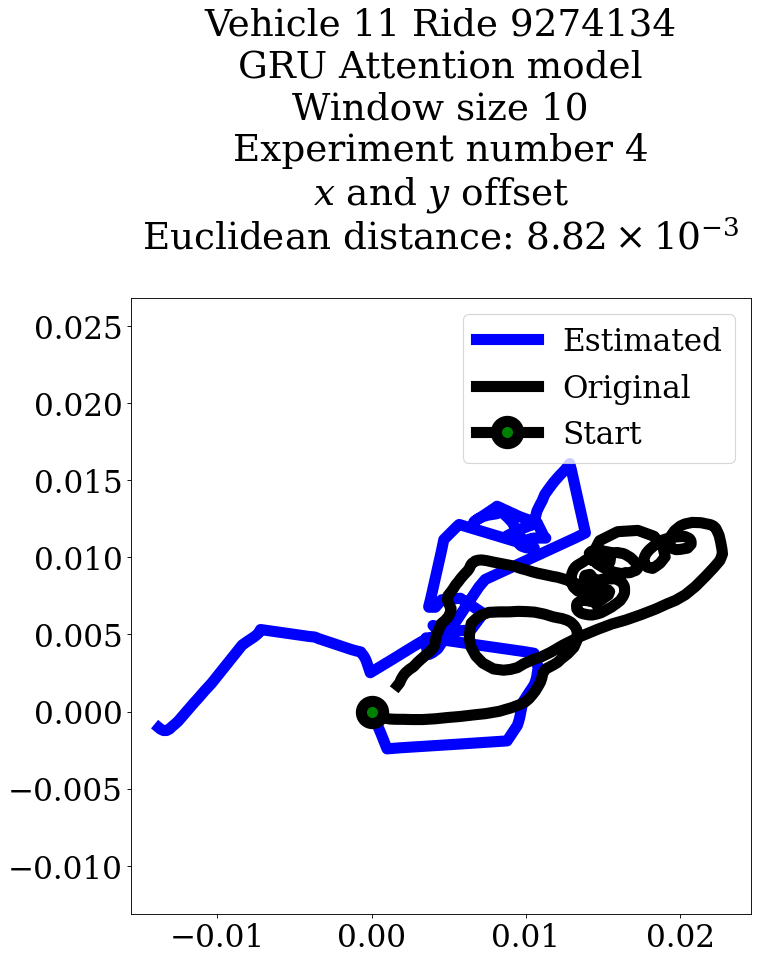 Vehicle 11 Ride 9274134
GRU Attention model
Window size 10
Experiment number 4
x and y offset
Euclidean distance: 8.82 × 10⁻³
Estimated
Original
Start
0.025
0.020
0.015
0.010
0.005
0.000
−0.005
−0.010
−0.01 0.00 0.01 0.02